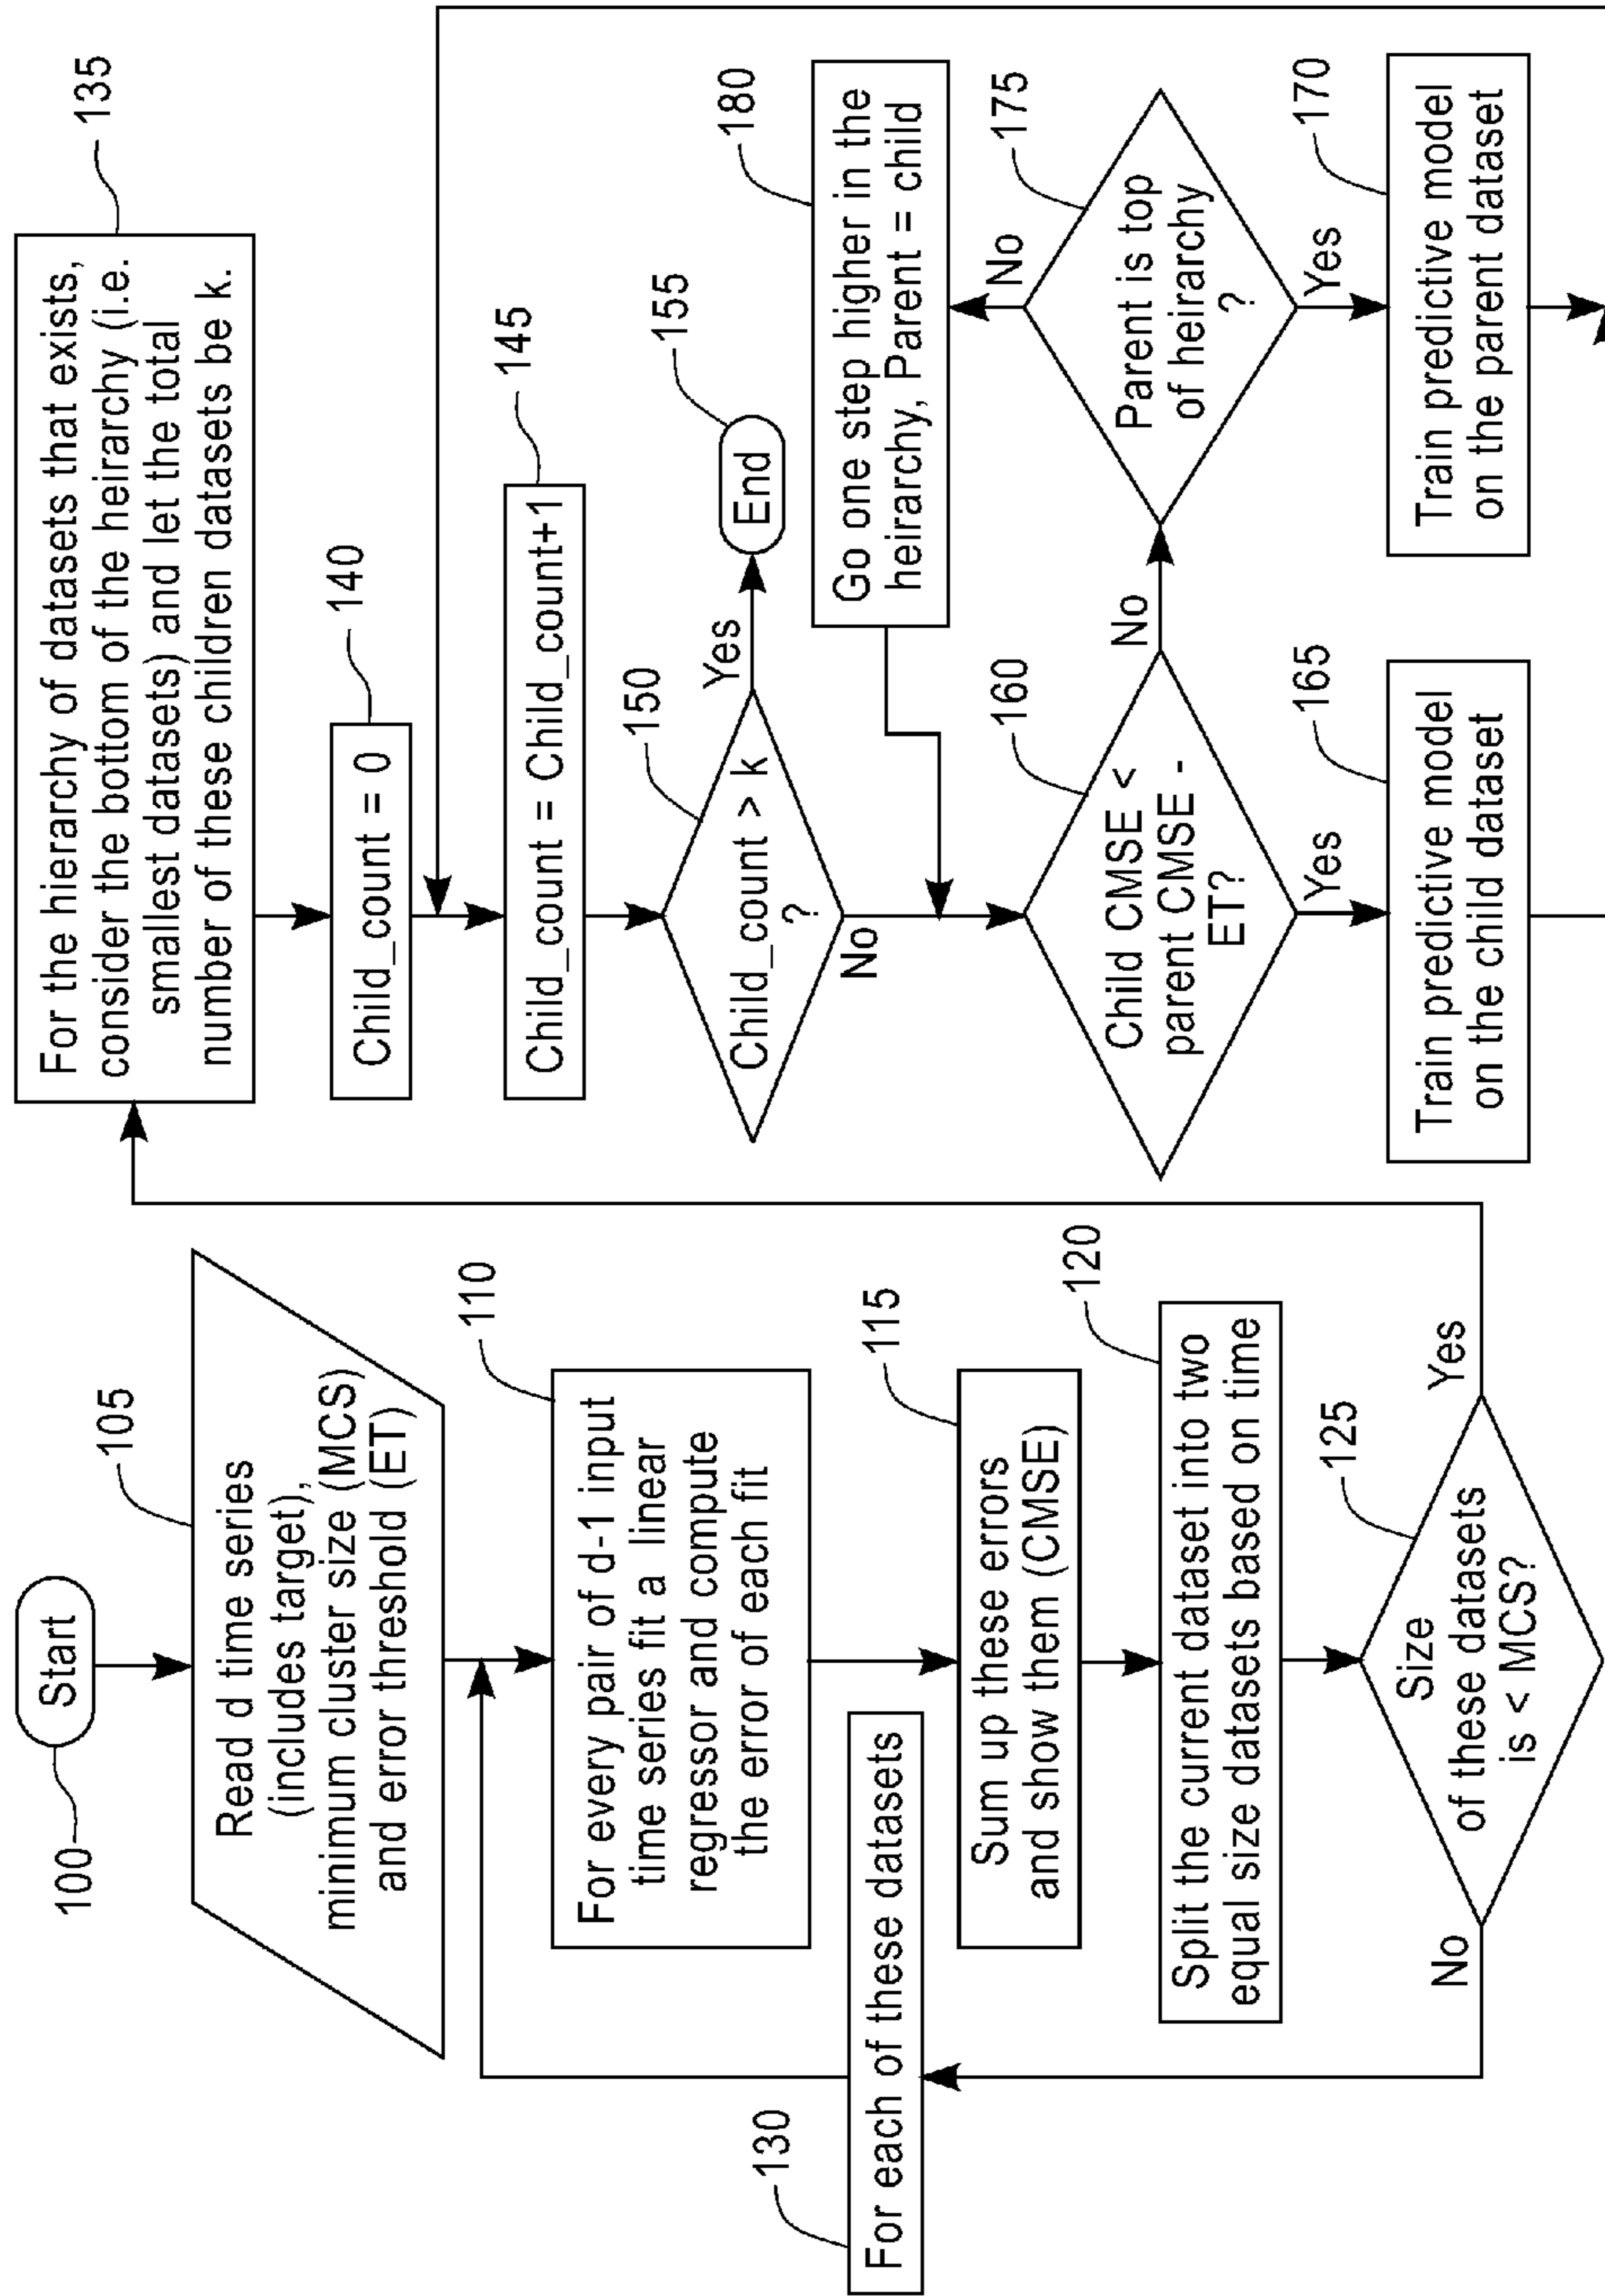 Start
100
Read d time series
(includes target),
minimum cluster size (MCS)
and error threshold (ET)
105
For every pair of d-1 input
time series fit a linear
regressor and compute
the error of each fit
110
Sum up these errors
and show them (CMSE)
115
For each of these datasets
130
Split the current dataset into two
equal size datasets based on time
120
Size
of these datasets
is < MCS?
125
No
Yes
For the hierarchy of datasets that exists,
consider the bottom of the heirarchy (i.e.
smallest datasets) and let the total
number of these children datasets be k.
135
Child_count = 0
140
Child_count = Child_count+1
145
Child_count > k
?
150
Yes
End
155
No
Go one step higher in the
heirarchy, Parent = child
180
Child CMSE <
parent CMSE -
ET?
160
No
Parent is top
of heirarchy
?
175
No
Yes
Yes
Train predictive model
on the child dataset
165
Train predictive model
on the parent dataset
170